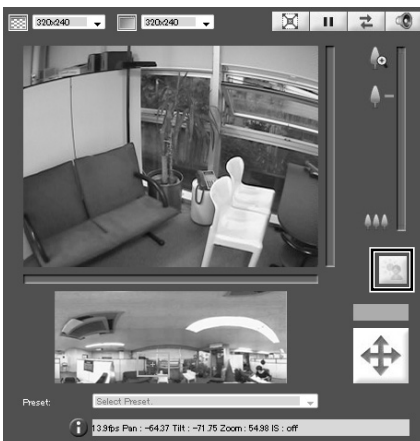 320x240 320x240
Preset: Select Preset.
13.9fps Pan : -64.37 Tilt : -71.75 Zoom : 54.98 IS : off